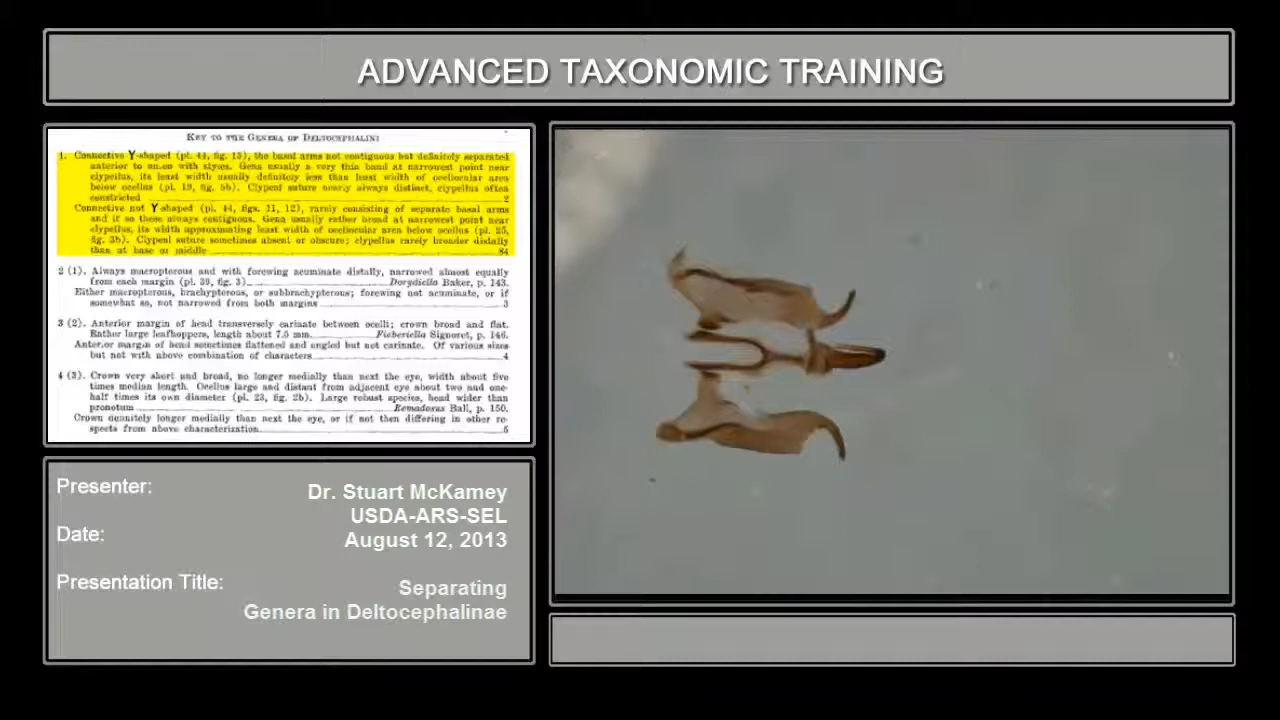 ADVANCED TAXONOMIC TRAINING
KEY TO THE GENERA OF DELTOCEPHALINI
1. Connective Y-shaped (pl. 44, fig. 15), the basal arms not contiguous but definitely separated
anterior to union with styles. Gena usually a very thin band at narrowest point near
clypellus, its least width usually definitely less than least width of ocellocular area
below ocellus (pl. 19, fig. 5b). Clypeal suture nearly always distinct, clypellus often
constricted 2
Connective not Y-shaped (pl. 44, figs. 11, 12), rarely consisting of separate basal arms
and if so these always contiguous. Gena usually rather broad at narrowest point near
clypellus, its width approximating least width of ocellocular area below ocellus (pl. 25,
fig. 3b). Clypeal suture sometimes absent or obscure; clypellus rarely broader distally
than at base or middle 84
2 (1). Always macropterous and with forewing acuminate distally, narrowed almost equally
from each margin (pl. 39, fig. 3) Dorydiella Baker, p. 143.
Either macropterous, brachypterous, or subbrachypterous; forewing not acuminate, or if
somewhat so, not narrowed from both margins 3
3 (2). Anterior margin of head transversely carinate between ocelli; crown broad and flat.
Rather large leafhoppers, length about 7.5 mm. Fieberiella Signoret, p. 146.
Anterior margin of head sometimes flattened and angled but not carinate. Of various sizes
but not with above combination of characters 4
4 (3). Crown very short and broad, no longer medially than next the eye, width about five
times median length. Ocellus large and distant from adjacent eye about two and one-
half times its own diameter (pl. 23, fig. 2b). Large robust species, head wider than
pronotum Remadosus Ball, p. 150.
Crown definitely longer medially than next the eye, or if not then differing in other re-
spects from above characterization 5
Presenter: Dr. Stuart McKamey
USDA-ARS-SEL
Date: August 12, 2013
Presentation Title: Separating
Genera in Deltocephalinae